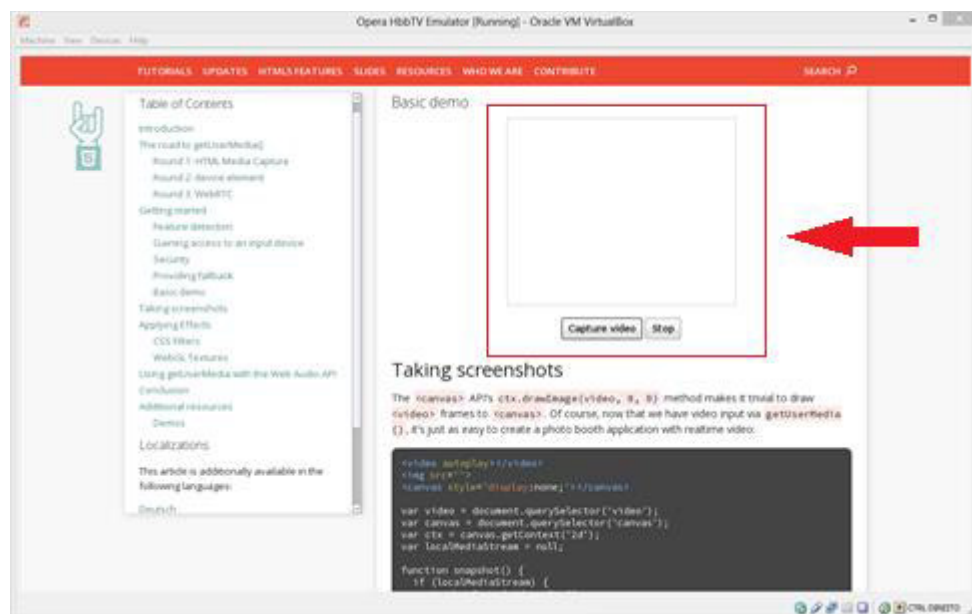 Opera HbbTV Emulator [Running] - Oracle VM VirtualBox
Machine View Devices Help
TUTORIALS UPDATES HTML5 FEATURES SLIDES RESOURCES WHO WE ARE CONTRIBUTE SEARCH
Table of Contents
Introduction
The road to getUserMedia()
Round 1: HTML Media Capture
Round 2: device element
Round 3: WebRTC
Getting started
Feature detection
Gaining access to an input device
Security
Providing fallback
Basic demo
Taking screenshots
Applying Effects
CSS Filters
WebGL Textures
Using getUserMedia with the Web Audio API
Conclusion
Additional resources
Demos
Localizations
This article is additionally available in the
following languages:
Deutsch
5
Basic demo
Capture video Stop
Taking screenshots
The <canvas> API's ctx.drawImage(video, 0, 0) method makes it trivial to draw
<video> frames to <canvas>. Of course, now that we have video input via getUserMedia
(), it's just as easy to create a photo booth application with realtime video:
<video autoplay></video>
<img src="">
<canvas style="display:none;"></canvas>
var video = document.querySelector('video');
var canvas = document.querySelector('canvas');
var ctx = canvas.getContext('2d');
var localMediaStream = null;
function snapshot() {
if (localMediaStream) {
CTRL DIREITO